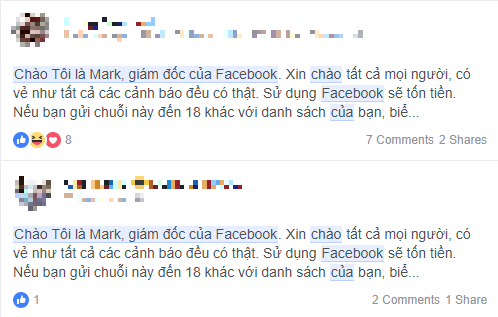 Chào Tôi là Mark, giám đốc của Facebook. Xin chào tất cả mọi người, có
vẻ như tất cả các cảnh báo đều có thật. Sử dụng Facebook sẽ tốn tiền.
Nếu bạn gửi chuỗi này đến 18 khác với danh sách của bạn, biể...
8 7 Comments 2 Shares
Chào Tôi là Mark, giám đốc của Facebook. Xin chào tất cả mọi người, có
vẻ như tất cả các cảnh báo đều có thật. Sử dụng Facebook sẽ tốn tiền.
Nếu bạn gửi chuỗi này đến 18 khác với danh sách của bạn, biể...
1 2 Comments 1 Share